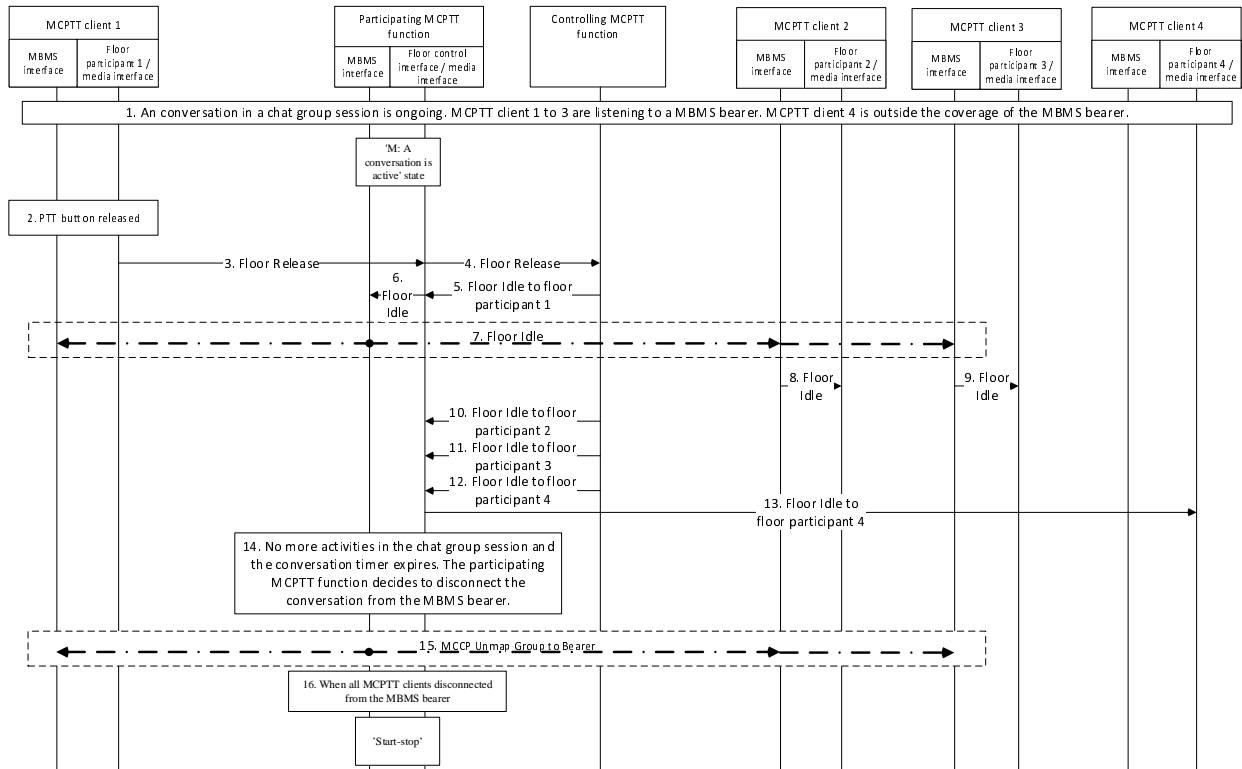 MCPTT client 1
MBMS
interface
Floor
participant 1 /
media interface
Participating MCPTT
function
MBMS
interface
Floor control
interface / media
interface
Controlling MCPTT
function
MCPTT client 2
MBMS
interface
Floor
participant 2 /
media interface
MCPTT client 3
MBMS
interface
Floor
participant 3 /
media interface
MCPTT client 4
MBMS
interface
Floor
participant 4 /
media interface
1. An conversation in a chat group session is ongoing. MCPTT client 1 to 3 are listening to a MBMS bearer. MCPTT client 4 is outside the coverage of the MBMS bearer.
'M: A
conversation is
active' state
2. PTT button released
3. Floor Release
4. Floor Release
5. Floor Idle to floor
participant 1
6.
Floor
Idle
7. Floor Idle
8. Floor
Idle
9. Floor
Idle
10. Floor Idle to floor
participant 2
11. Floor Idle to floor
participant 3
12. Floor Idle to floor
participant 4
13. Floor Idle to
floor participant 4
14. No more activities in the chat group session and
the conversation timer expires. The participating
MCPTT function decides to disconnect the
conversation from the MBMS bearer.
15. MCCP Unmap Group to Bearer
16. When all MCPTT clients disconnected
from the MBMS bearer
'Start-stop'